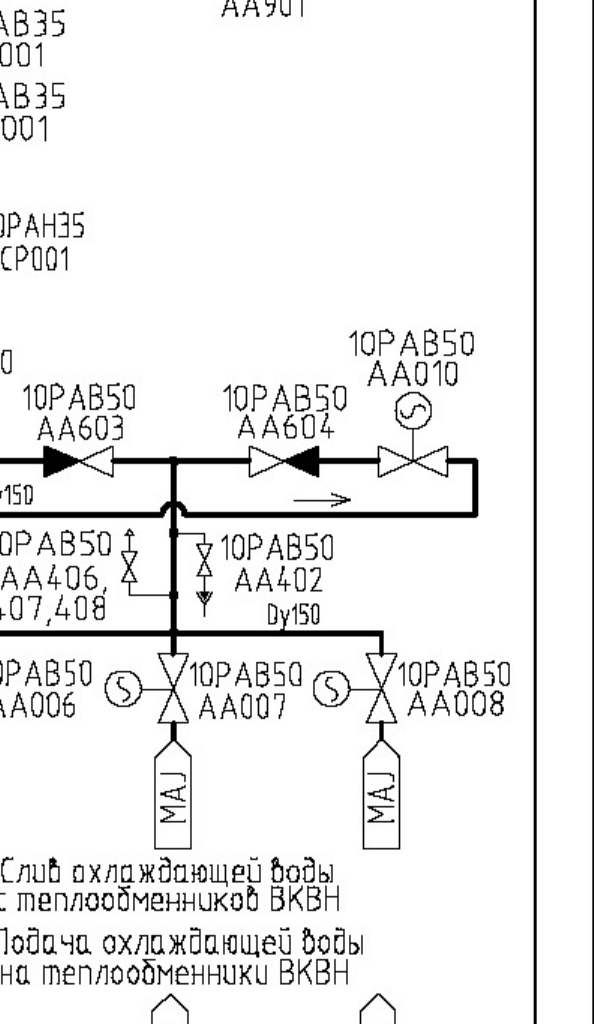 AA901
AB35
001
AB35
001
0PAH35
CP001
0
10PAB50
AA010
10PAB50
AA603
10PAB50
AA604
y150
0PAB50
AA406,
407,408
10PAB50
AA402
Dy150
0PAB50
AA006
10PAB50
AA007
10PAB50
AA008
MAJ
MAJ
Слив охлаждающей воды
с теплообменников ВКВН
Подача охлаждающей воды
на теплообменники ВКВН